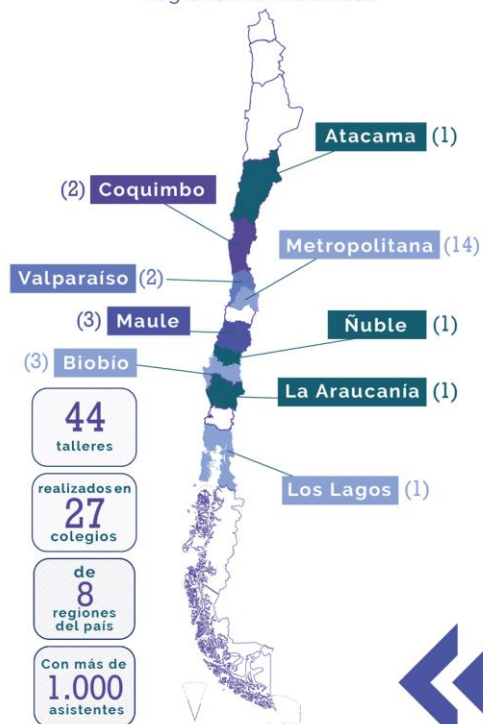 Atacama (1)
(2) Coquimbo
Metropolitana (14)
Valparaíso (2)
(3) Maule
Ñuble (1)
(3) Biobío
La Araucanía (1)
Los Lagos (1)
44
talleres
realizados en
27
colegios
de
8
regiones
del país
Con más de
1.000
asistentes